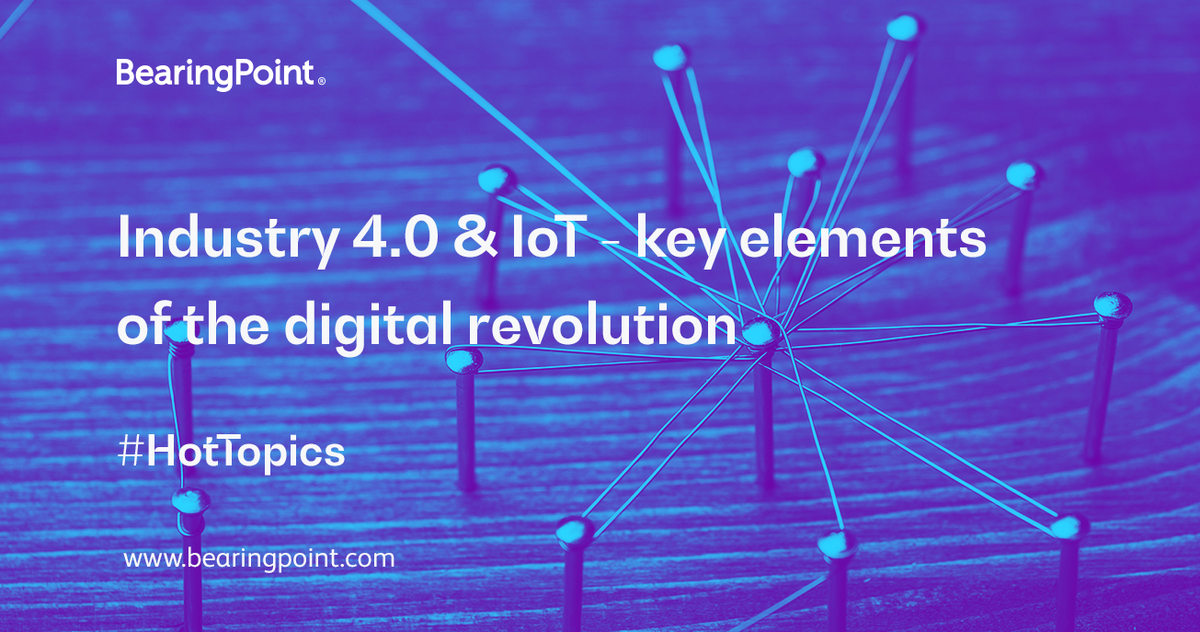 BearingPoint®
Industry 4.0 & IoT – key elements
of the digital revolution
#HotTopics
www.bearingpoint.com